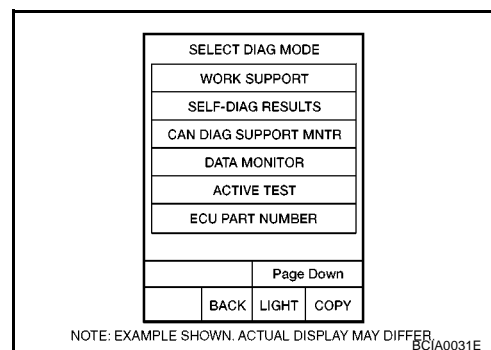 SELECT DIAG MODE
WORK SUPPORT
SELF-DIAG RESULTS
CAN DIAG SUPPORT MNTR
DATA MONITOR
ACTIVE TEST
ECU PART NUMBER
Page Down
BACK LIGHT COPY
NOTE: EXAMPLE SHOWN. ACTUAL DISPLAY MAY DIFFER
BCIA0031E